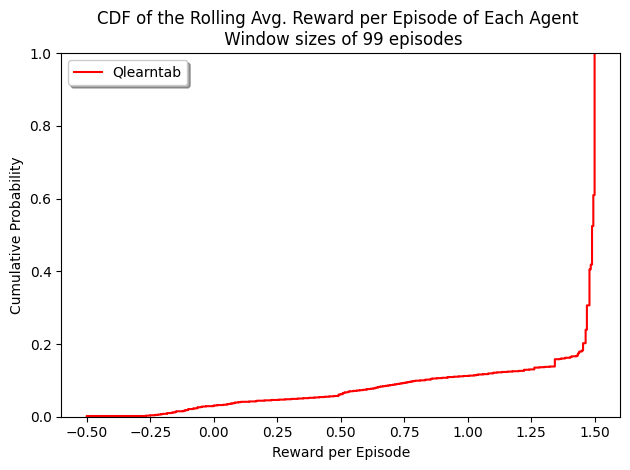 CDF of the Rolling Avg. Reward per Episode of Each Agent
Window sizes of 99 episodes
Qlearntab
Cumulative Probability
1.0
0.8
0.6
0.4
0.2
0.0
−0.50 −0.25 0.00 0.25 0.50 0.75 1.00 1.25 1.50
Reward per Episode